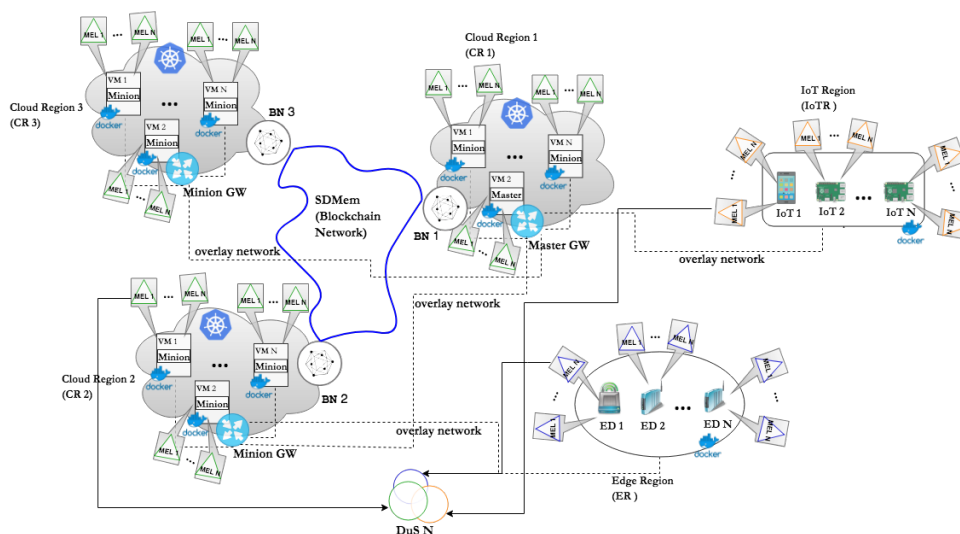 MEL 1 ... MEL N
MEL 1 ... MEL N
VM 1
Minion
docker
...
VM N
Minion
docker
VM 2
Minion
docker
MEL 1 ... MEL N
Minion GW
Cloud Region 3
(CR 3)
BN 3
SDMem
(Blockchain
Network)
Cloud Region 1
(CR 1)
MEL 1 ... MEL N
MEL 1 ... MEL N
VM 1
Minion
docker
...
VM N
Minion
docker
VM 2
Master
docker
MEL 1 ... MEL N
BN 1
Master GW
IoT Region
(IoTR )
MEL N
MEL 1
MEL 1 ... MEL N
MEL N
MEL 1
IoT 1
IoT 2
...
IoT N
docker
overlay network
overlay network
overlay network
overlay network
MEL 1 ... MEL N
MEL 1 ... MEL N
VM 1
Minion
docker
...
VM N
Minion
docker
VM 2
Minion
docker
MEL 1 ... MEL N
Minion GW
Cloud Region 2
(CR 2)
BN 2
MEL N
MEL 1
MEL 1 ... MEL N
MEL 1
MEL N
ED 1
ED 2
...
ED N
docker
Edge Region
(ER )
DuS N